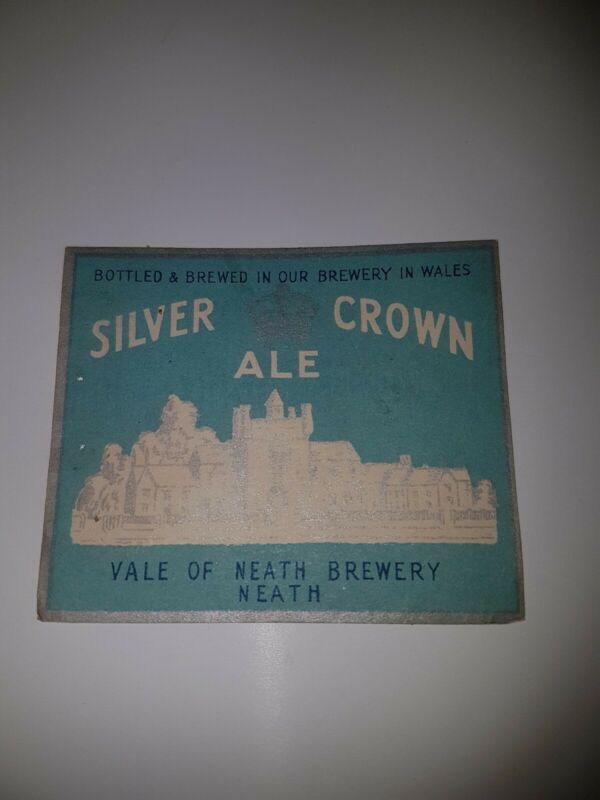 BOTTLED & BREWED IN OUR BREWERY IN WALES
SILVER CROWN
ALE
VALE OF NEATH BREWERY
NEATH